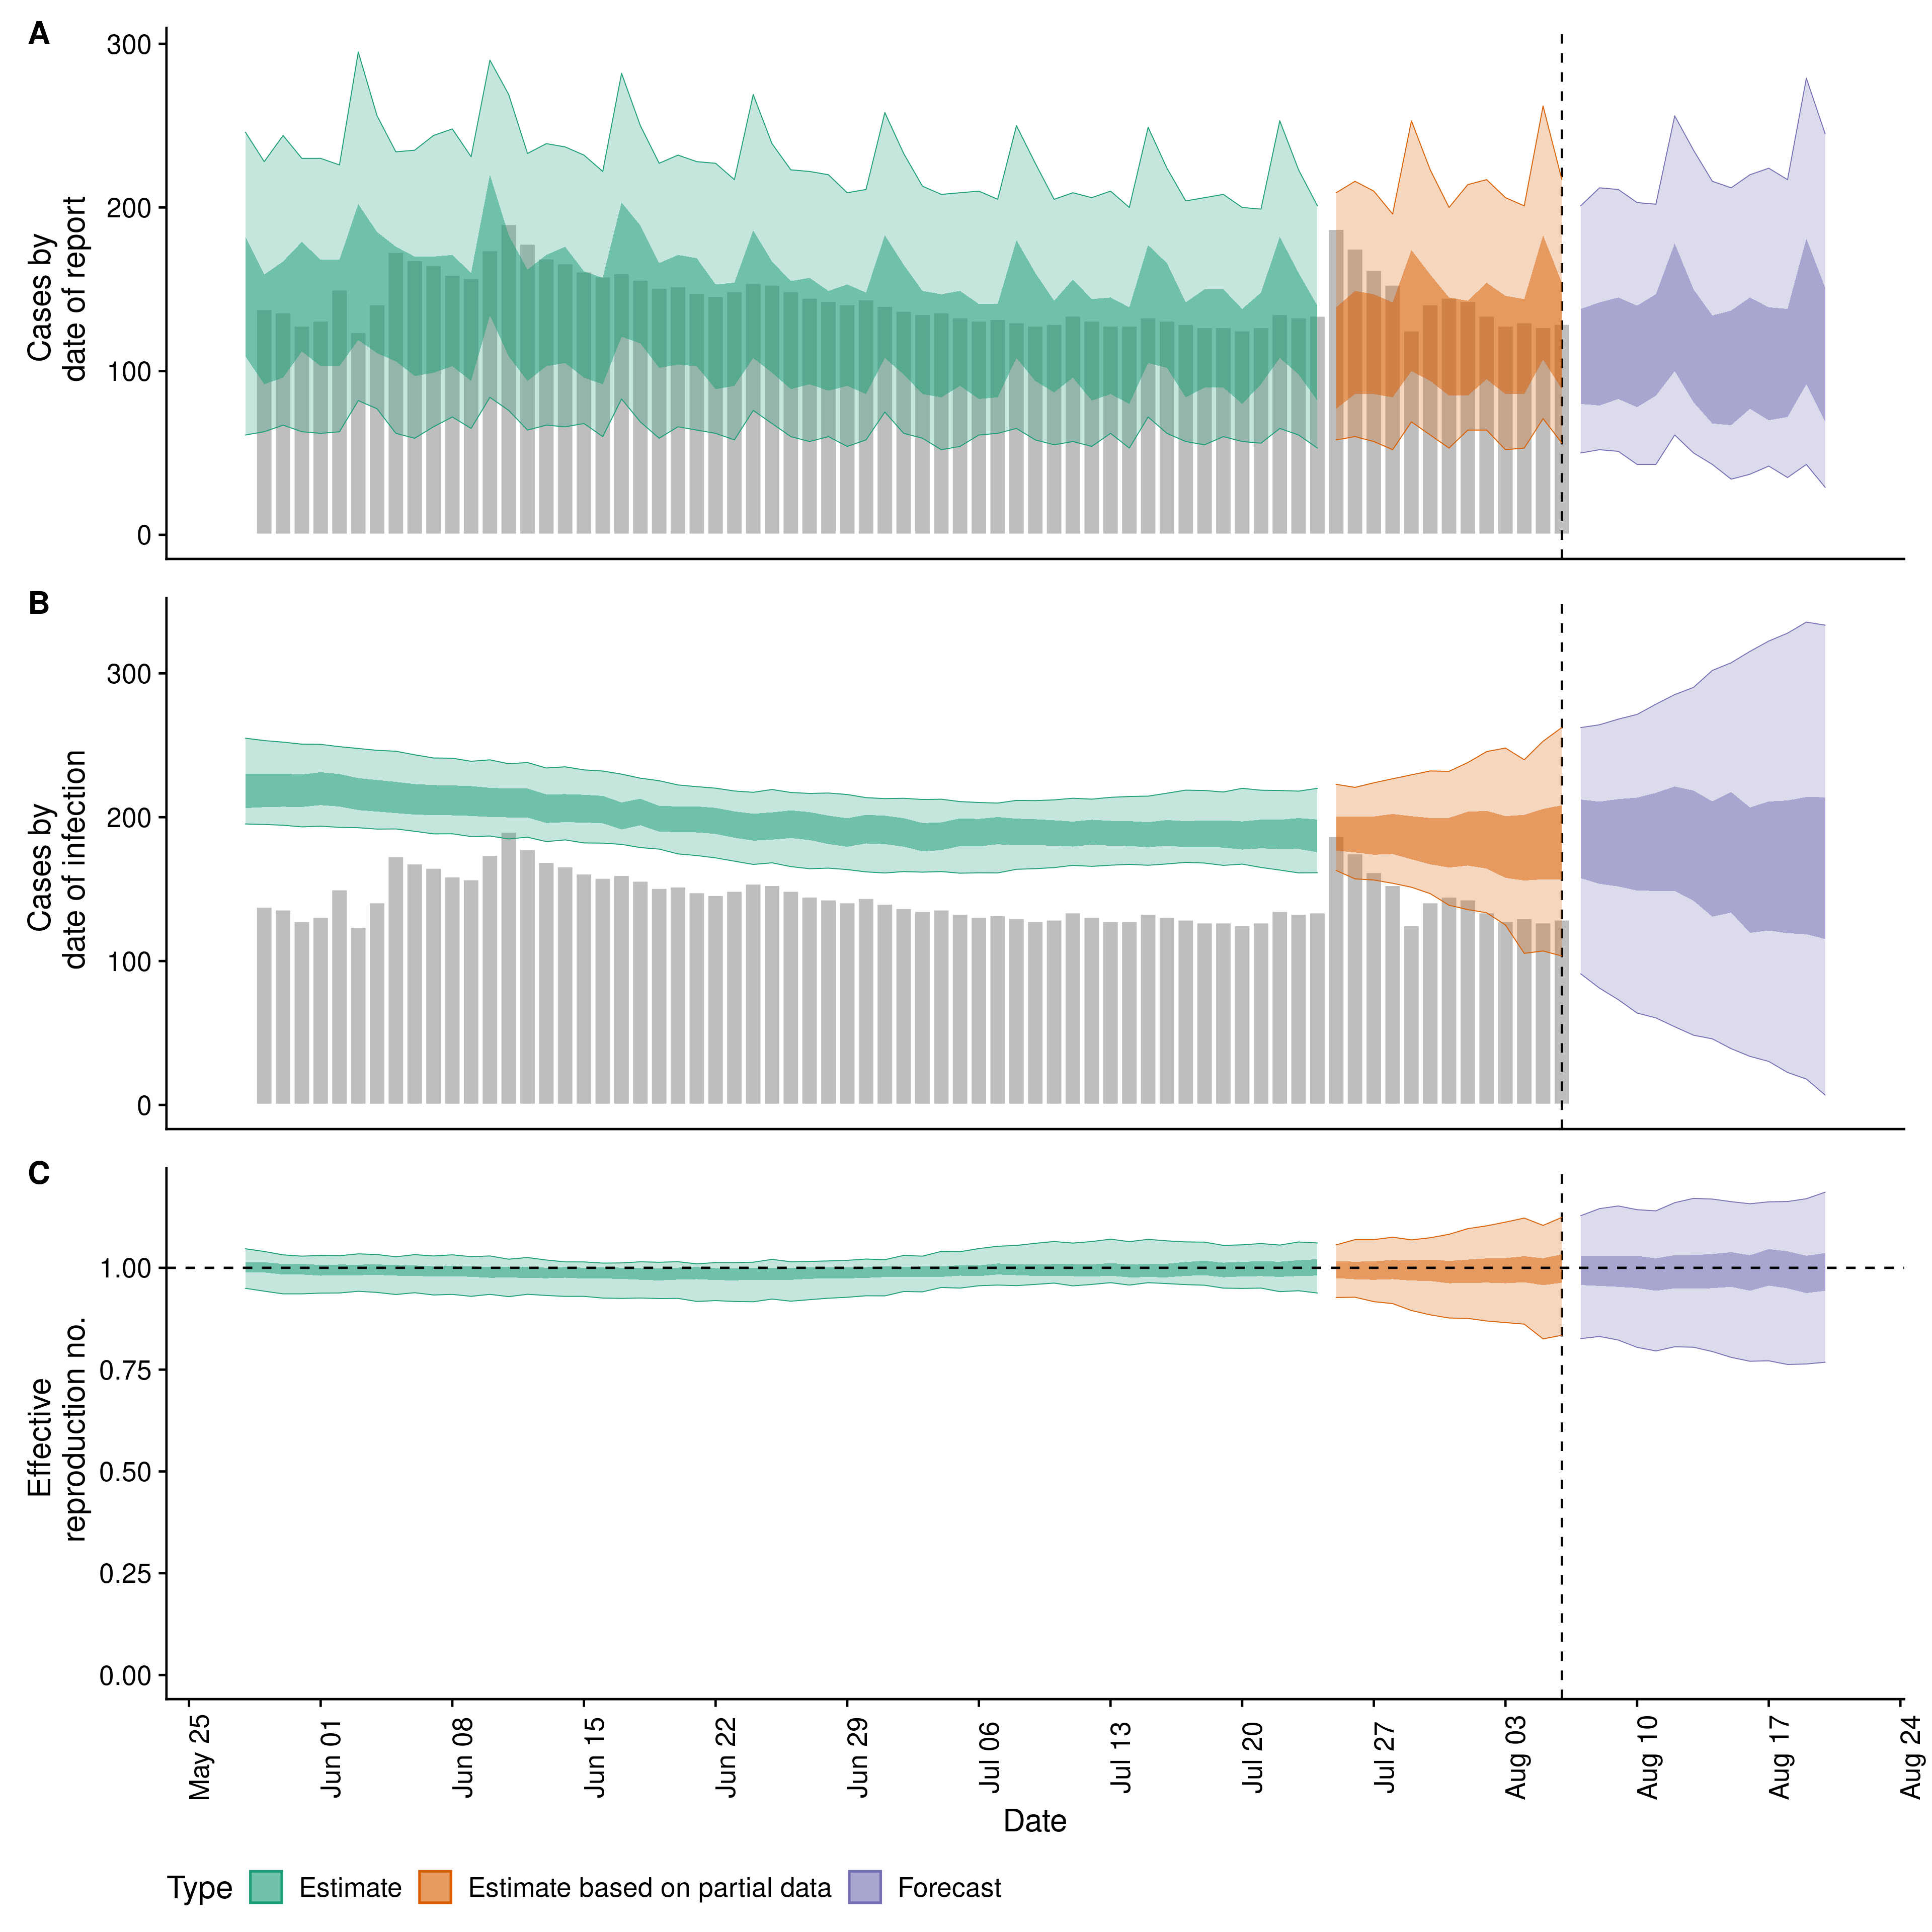 A
300
200
100
0
Cases by
date of report
B
300
200
100
0
Cases by
date of infection
C
1.00
0.75
0.50
0.25
0.00
Effective
reproduction no.
May 25
Jun 01
Jun 08
Jun 15
Jun 22
Jun 29
Jul 06
Jul 13
Jul 20
Jul 27
Aug 03
Aug 10
Aug 17
Aug 24
Date
Type Estimate Estimate based on partial data Forecast